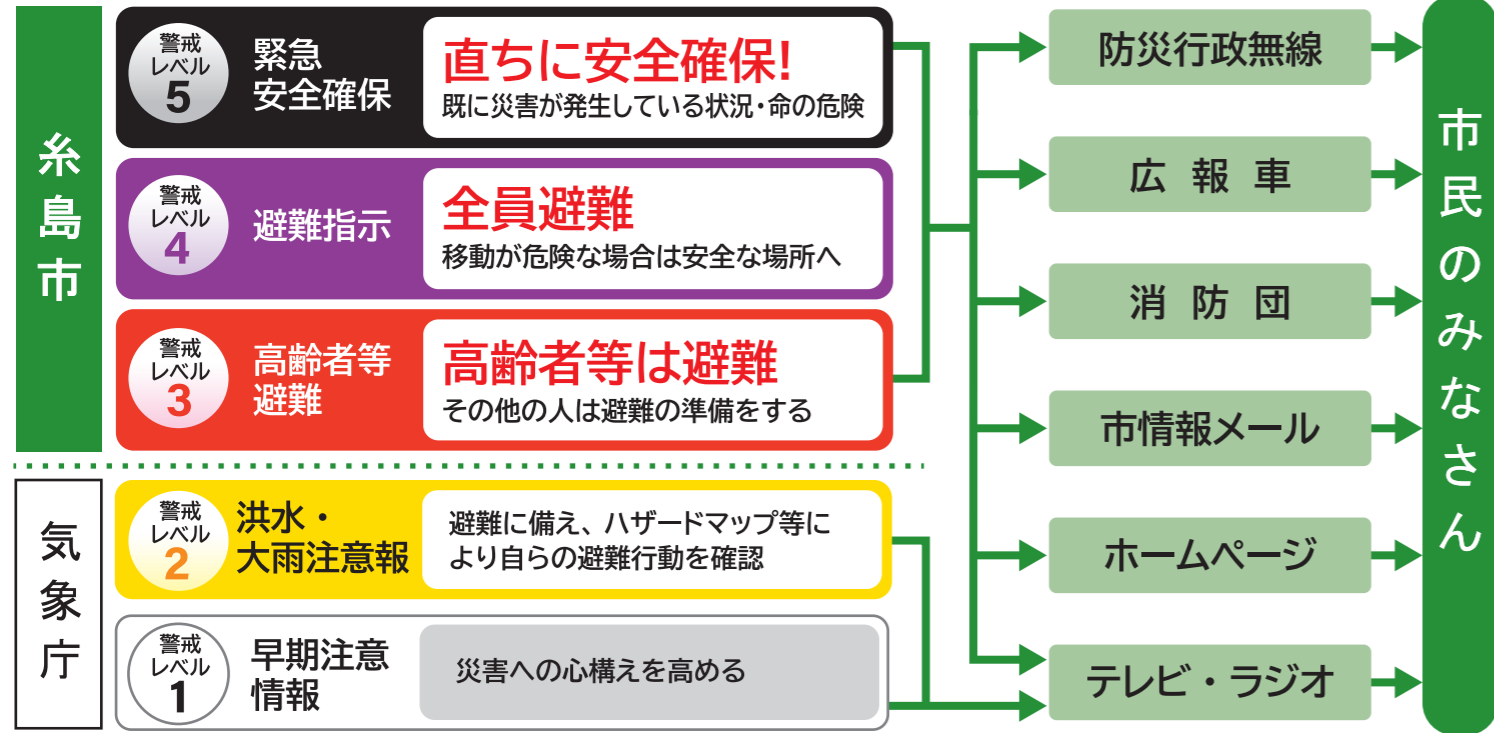 糸島市
警戒
レベル
5
緊急
安全確保
直ちに安全確保!
既に災害が発生している状況・命の危険
警戒
レベル
4
避難指示
全員避難
移動が危険な場合は安全な場所へ
警戒
レベル
3
高齢者等
避難
高齢者等は避難
その他の人は避難の準備をする
気象庁
警戒
レベル
2
洪水・
大雨注意報
避難に備え、ハザードマップ等に
より自らの避難行動を確認
警戒
レベル
1
早期注意
情報
災害への心構えを高める
防災行政無線
広報車
消防団
市情報メール
ホームページ
テレビ・ラジオ
市民のみなさん